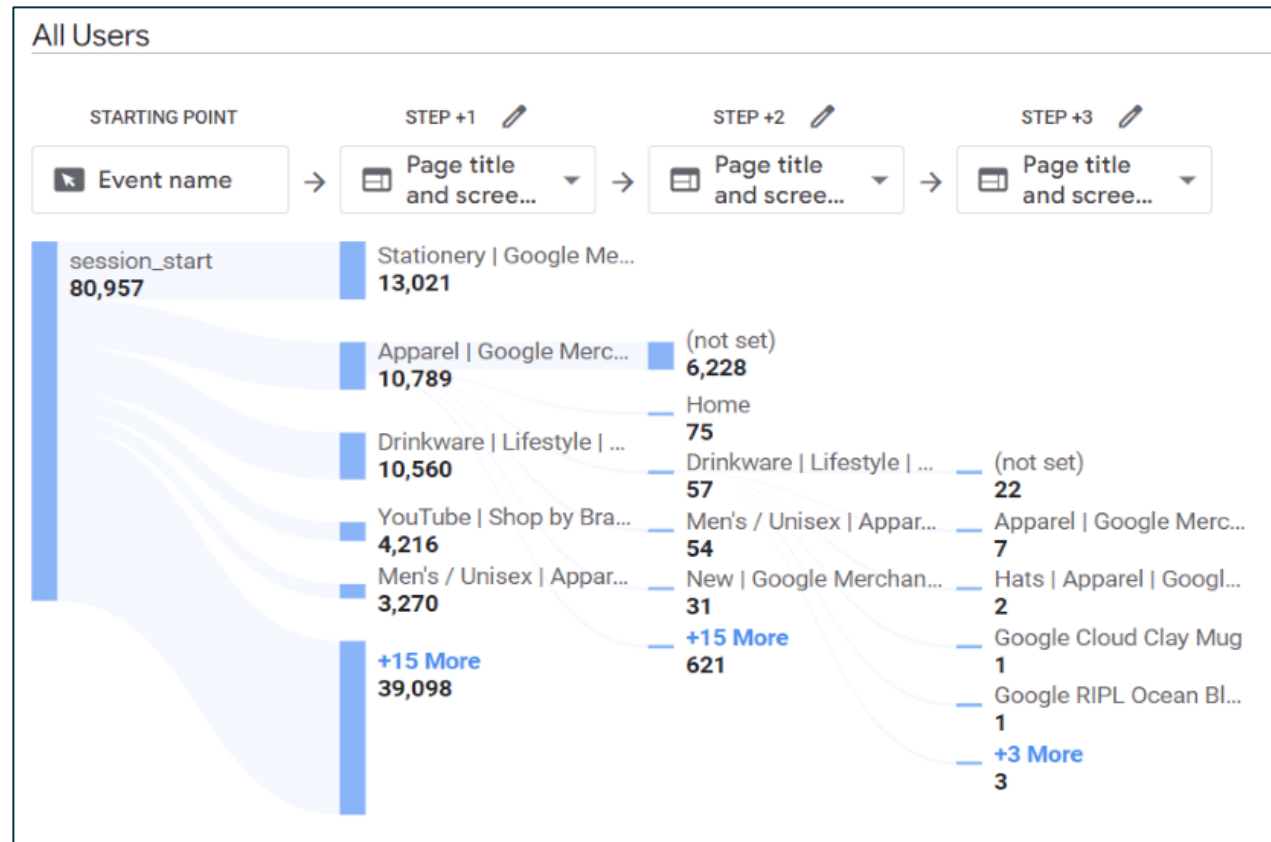 All Users
STARTING POINT
STEP +1
STEP +2
STEP +3
Event name
Page title
and scree...
Page title
and scree...
Page title
and scree...
session_start
80,957
Stationery | Google Me...
13,021
Apparel | Google Merc...
10,789
Drinkware | Lifestyle | ...
10,560
YouTube | Shop by Bra...
4,216
Men's / Unisex | Appar...
3,270
+15 More
39,098
(not set)
6,228
Home
75
Drinkware | Lifestyle | ...
57
Men's / Unisex | Appar...
54
New | Google Merchan...
31
+15 More
621
(not set)
22
Apparel | Google Merc...
7
Hats | Apparel | Googl...
2
Google Cloud Clay Mug
1
Google RIPL Ocean Bl...
1
+3 More
3